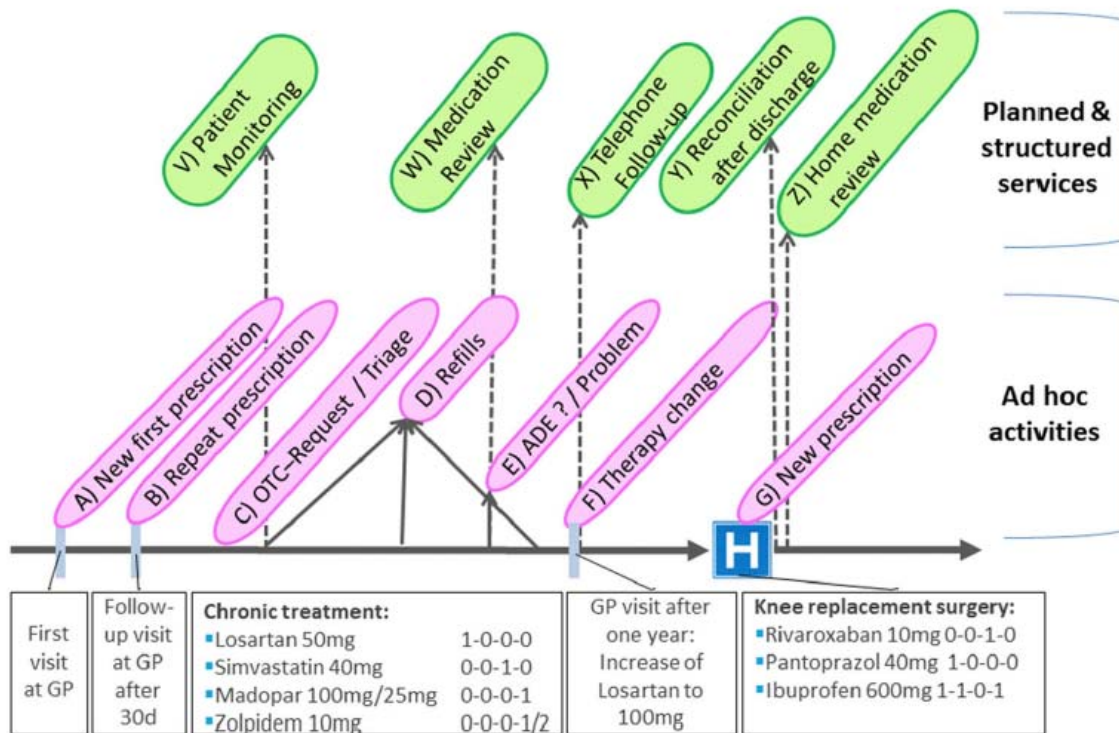 V) Patient
Monitoring
W) Medication
Review
X) Telephone
Follow-up
Y) Reconciliation
after discharge
Z) Home medication
review
Planned &
structured
services
A) New first prescription
B) Repeat prescription
C) OTC-Request / Triage
D) Refills
E) ADE ? / Problem
F) Therapy change
G) New prescription
Ad hoc
activities
H
First
visit
at GP
Follow-
up visit
at GP
after
30d
Chronic treatment:
Losartan 50mg 1-0-0-0
Simvastatin 40mg 0-0-1-0
Madopar 100mg/25mg 0-0-0-1
Zolpidem 10mg 0-0-0-1/2
GP visit after
one year:
Increase of
Losartan to
100mg
Knee replacement surgery:
Rivaroxaban 10mg 0-0-1-0
Pantoprazol 40mg 1-0-0-0
Ibuprofen 600mg 1-1-0-1